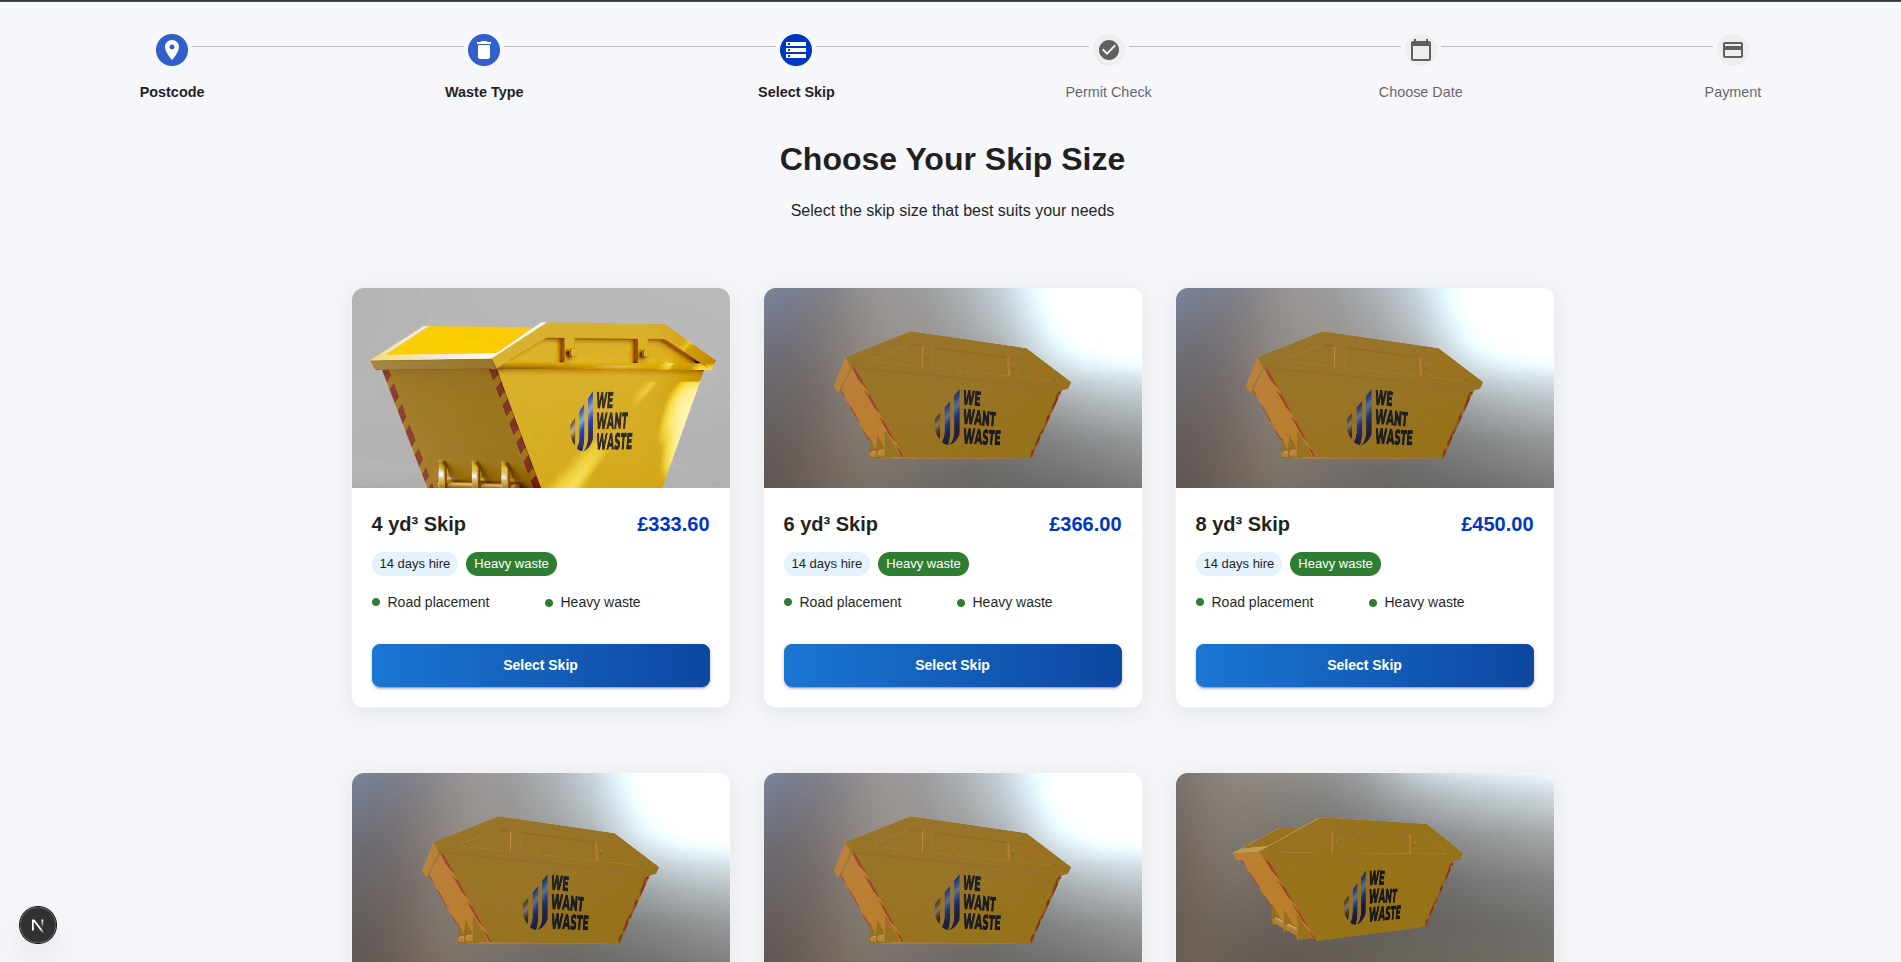 Postcode
Waste Type
Select Skip
Permit Check
Choose Date
Payment
Choose Your Skip Size
Select the skip size that best suits your needs
WE
WANT
WASTE
WE
WANT
WASTE
WE
WANT
WASTE
4 yd³ Skip £333.60
14 days hire Heavy waste
Road placement Heavy waste
Select Skip
6 yd³ Skip £366.00
14 days hire Heavy waste
Road placement Heavy waste
Select Skip
8 yd³ Skip £450.00
14 days hire Heavy waste
Road placement Heavy waste
Select Skip
WE
WANT
WASTE
WE
WANT
WASTE
WE
WANT
WASTE
N